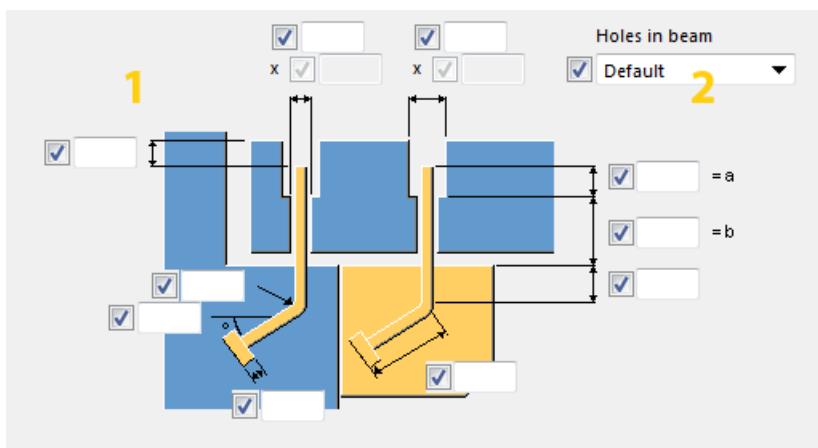 Holes in beam
x
x
Default
1
2
= a
= b
°